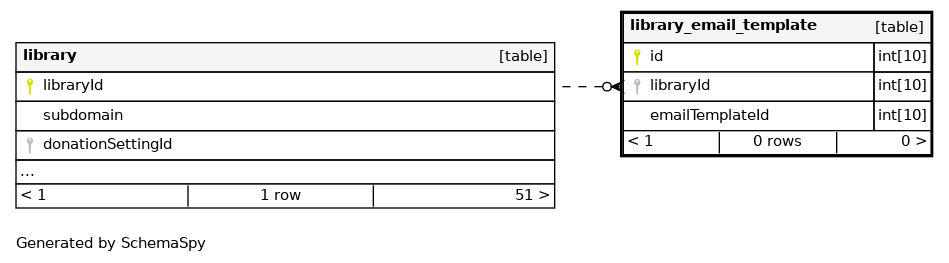 library [table]
libraryId
subdomain
donationSettingId
...
< 1 1 row 51 >
library_email_template [table]
id int[10]
libraryId int[10]
emailTemplateId int[10]
< 1 0 rows 0 >
Generated by SchemaSpy